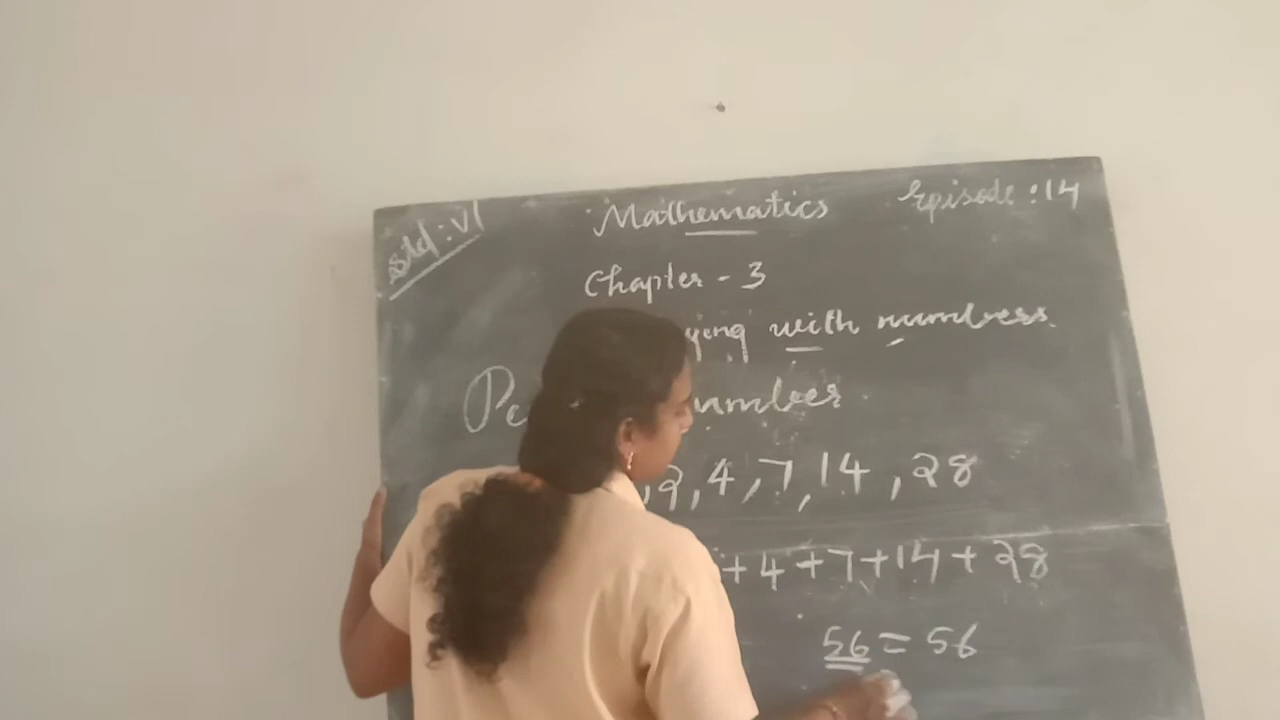 Std: VI
Mathematics
Episode: 14
Chapter - 3
ying with numbers
Pe umber
, 2, 4, 7, 14, 28
+ 4 + 7 + 14 + 28
56 = 56